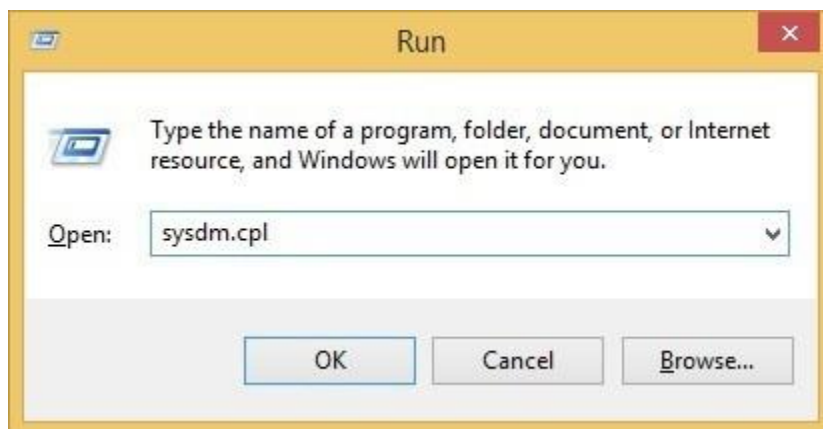 Run
Type the name of a program, folder, document, or Internet
resource, and Windows will open it for you.
Open: sysdm.cpl
OK Cancel Browse...